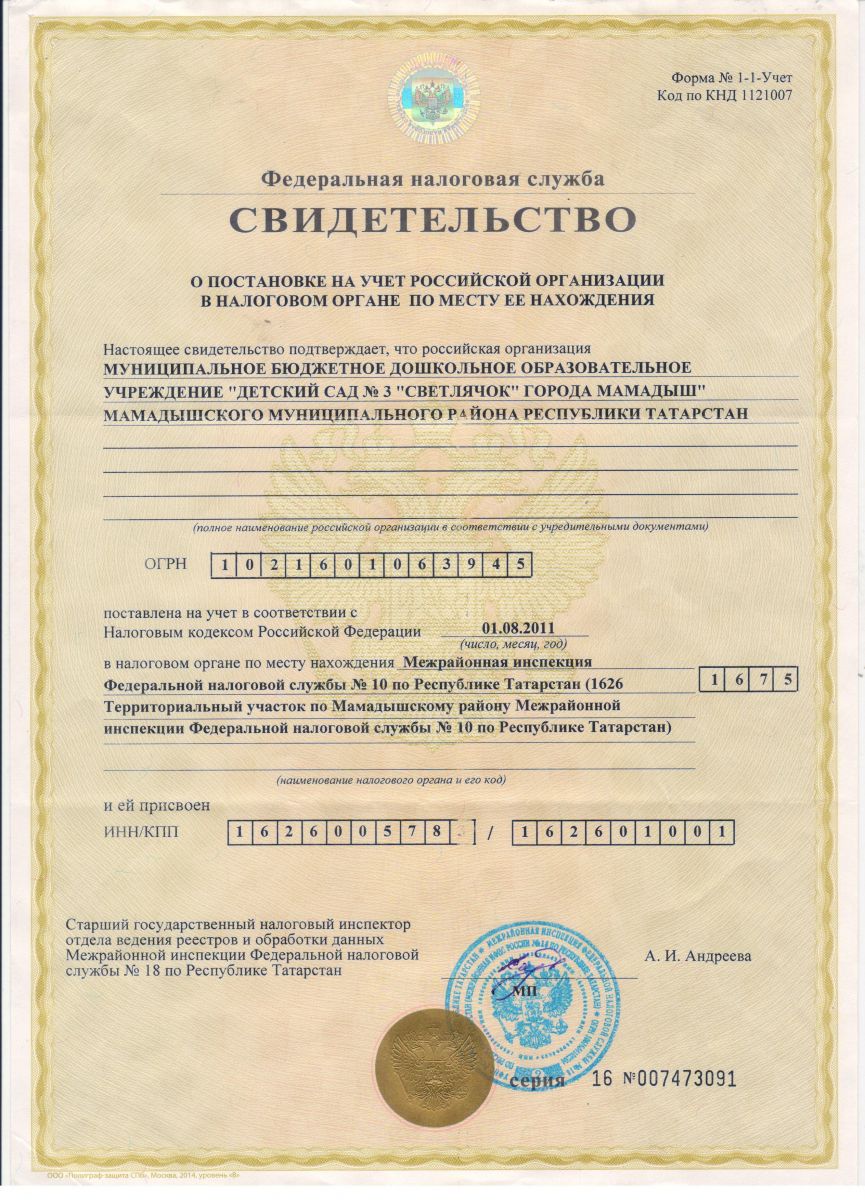 Форма № 1-1-Учет
Код по КНД 1121007
Федеральная налоговая служба
СВИДЕТЕЛЬСТВО
О ПОСТАНОВКЕ НА УЧЕТ РОССИЙСКОЙ ОРГАНИЗАЦИИ
В НАЛОГОВОМ ОРГАНЕ ПО МЕСТУ ЕЕ НАХОЖДЕНИЯ
Настоящее свидетельство подтверждает, что российская организация
МУНИЦИПАЛЬНОЕ БЮДЖЕТНОЕ ДОШКОЛЬНОЕ ОБРАЗОВАТЕЛЬНОЕ
УЧРЕЖДЕНИЕ "ДЕТСКИЙ САД № 3 "СВЕТЛЯЧОК" ГОРОДА МАМАДЫШ"
МАМАДЫШСКОГО МУНИЦИПАЛЬНОГО РАЙОНА РЕСПУБЛИКИ ТАТАРСТАН
(полное наименование российской организации в соответствии с учредительными документами)
ОГРН 1021601063945
поставлена на учет в соответствии с
Налоговым кодексом Российской Федерации 01.08.2011
(число, месяц, год)
в налоговом органе по месту нахождения Межрайонная инспекция
Федеральной налоговой службы № 10 по Республике Татарстан (1626 1675
Территориальный участок по Мамадышскому району Межрайонной
инспекции Федеральной налоговой службы № 10 по Республике Татарстан)
(наименование налогового органа и его код)
и ей присвоен
ИНН/КПП 162600578 / 162601001
Старший государственный налоговый инспектор
отдела ведения реестров и обработки данных
Межрайонной инспекции Федеральной налоговой
службы № 18 по Республике Татарстан
А. И. Андреева
МП
серия 16 №007473091
ООО «Полиграф-защита СПб», Москва, 2014, уровень «В»